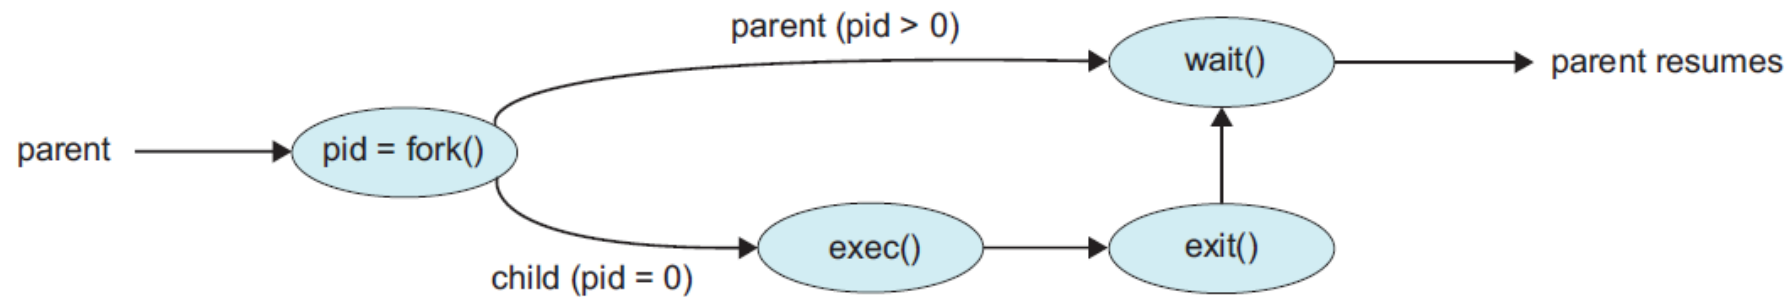 parent (pid > 0)
wait()
parent resumes
parent
pid = fork()
exec()
exit()
child (pid = 0)